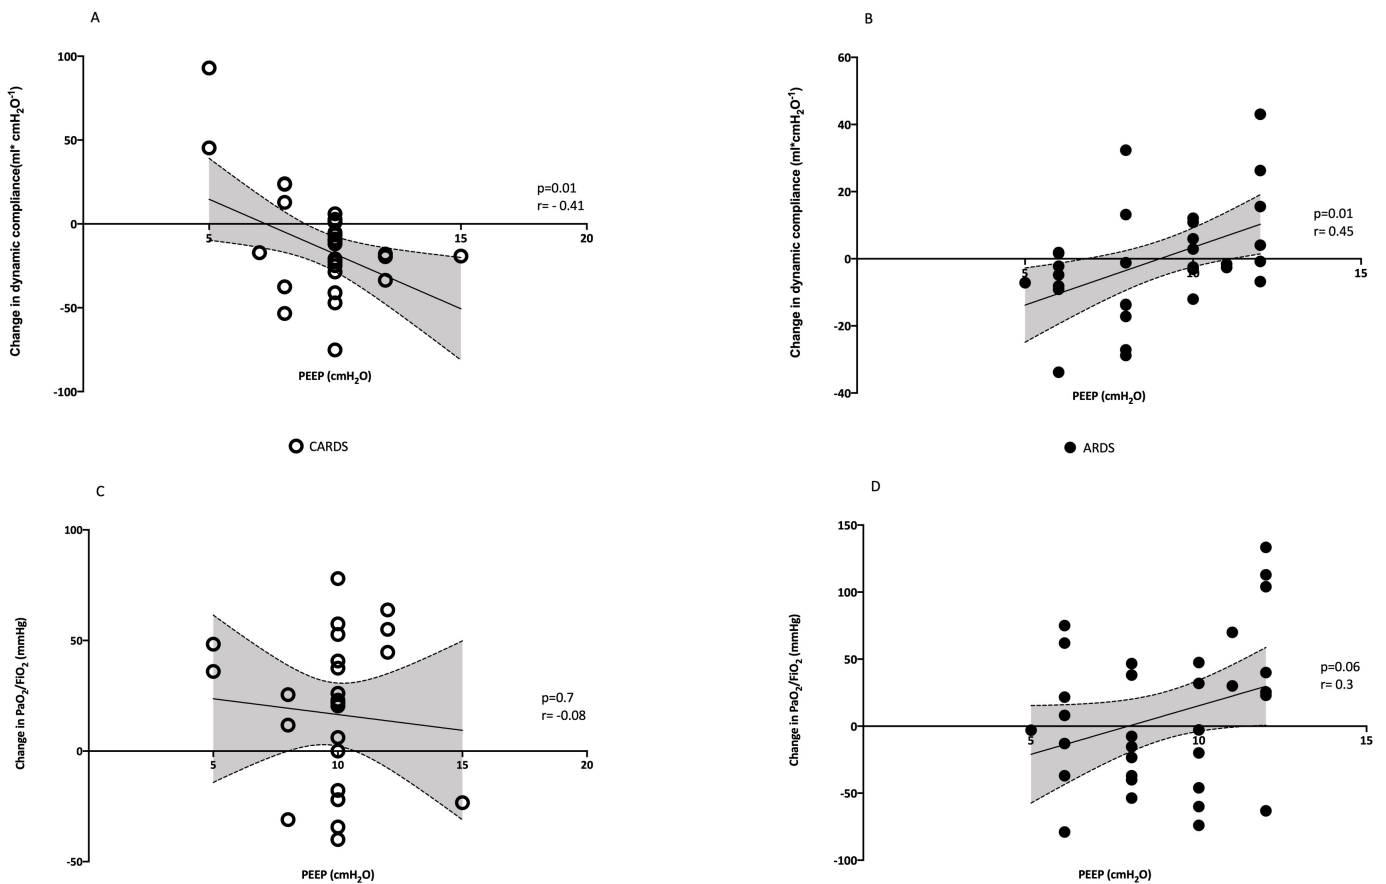 A
Change in dynamic compliance(ml* cmH₂O⁻¹)
100
50
0
-50
-100
5
15
20
p=0.01
r= - 0.41
PEEP (cmH₂O)
B
Change in dynamic compliance (ml*cmH₂O⁻¹)
60
40
20
0
-20
-40
5
10
15
p=0.01
r= 0.45
PEEP (cmH₂O)
CARDS
ARDS
C
Change in PaO₂/FiO₂ (mmHg)
100
50
0
-50
5
10
15
20
p=0.7
r= -0.08
PEEP (cmH₂O)
D
Change in PaO₂/FiO₂ (mmHg)
150
100
50
0
-50
-100
5
10
15
p=0.06
r= 0.3
PEEP (cmH₂O)